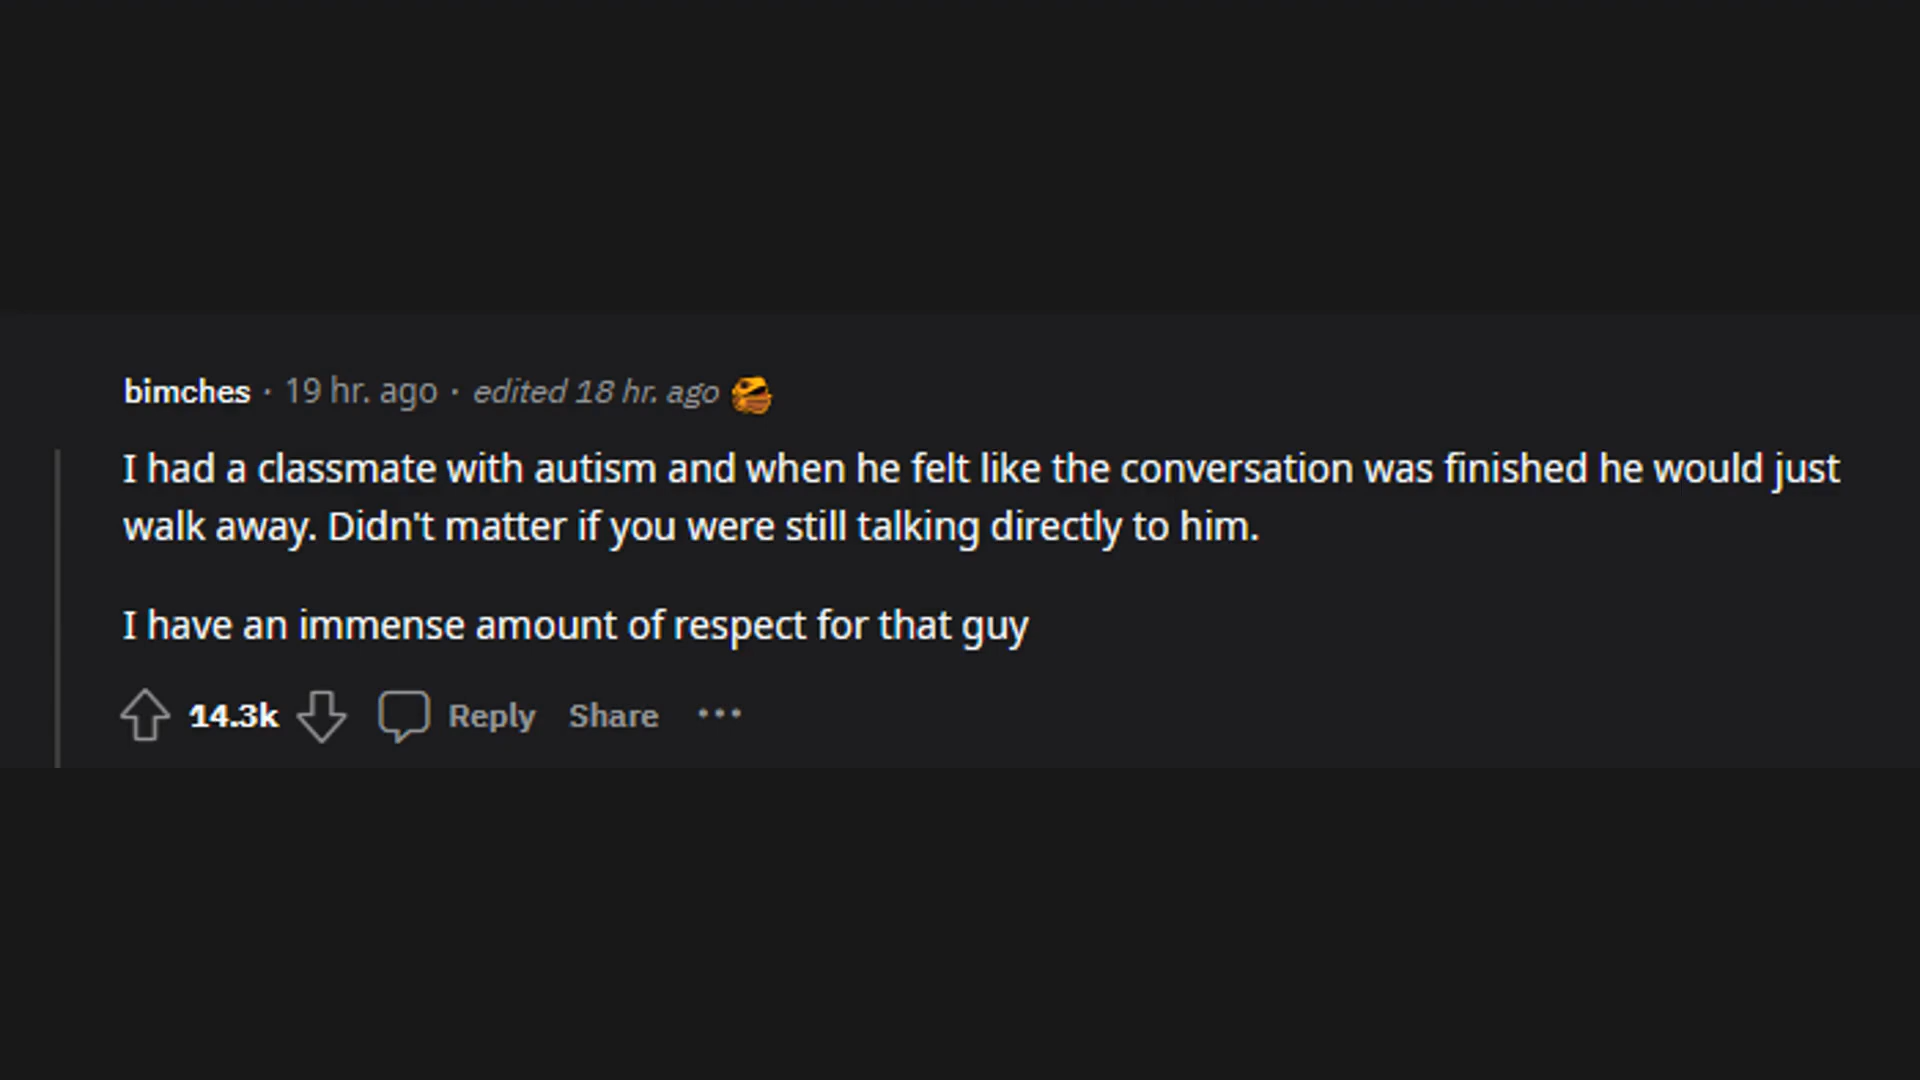 bimches · 19 hr. ago · edited 18 hr. ago
I had a classmate with autism and when he felt like the conversation was finished he would just
walk away. Didn't matter if you were still talking directly to him.
I have an immense amount of respect for that guy
14.3k Reply Share ···